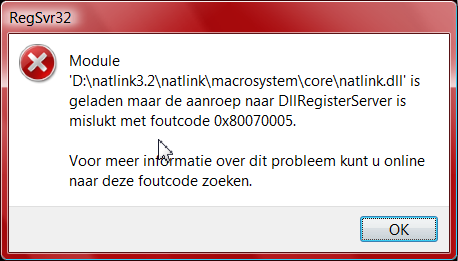 RegSvr32
Module
'D:\natlink3.2\natlink\macrosystem\core\natlink.dll' is
geladen maar de aanroep naar DllRegisterServer is
mislukt met foutcode 0x80070005.
Voor meer informatie over dit probleem kunt u online
naar deze foutcode zoeken.
OK